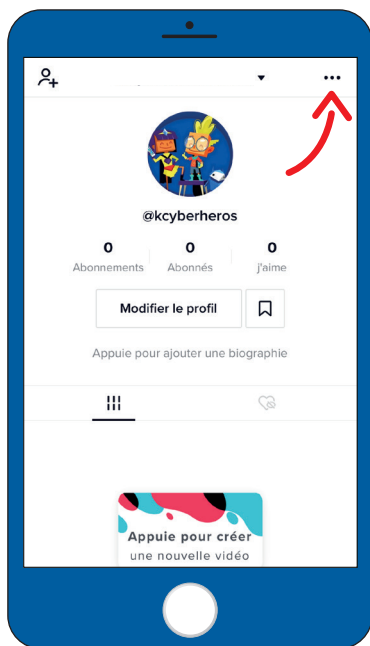 @kcyberheros
0 0 0
Abonnements Abonnés j'aime
Modifier le profil
Appuie pour ajouter une biographie
Appuie pour créer
une nouvelle vidéo